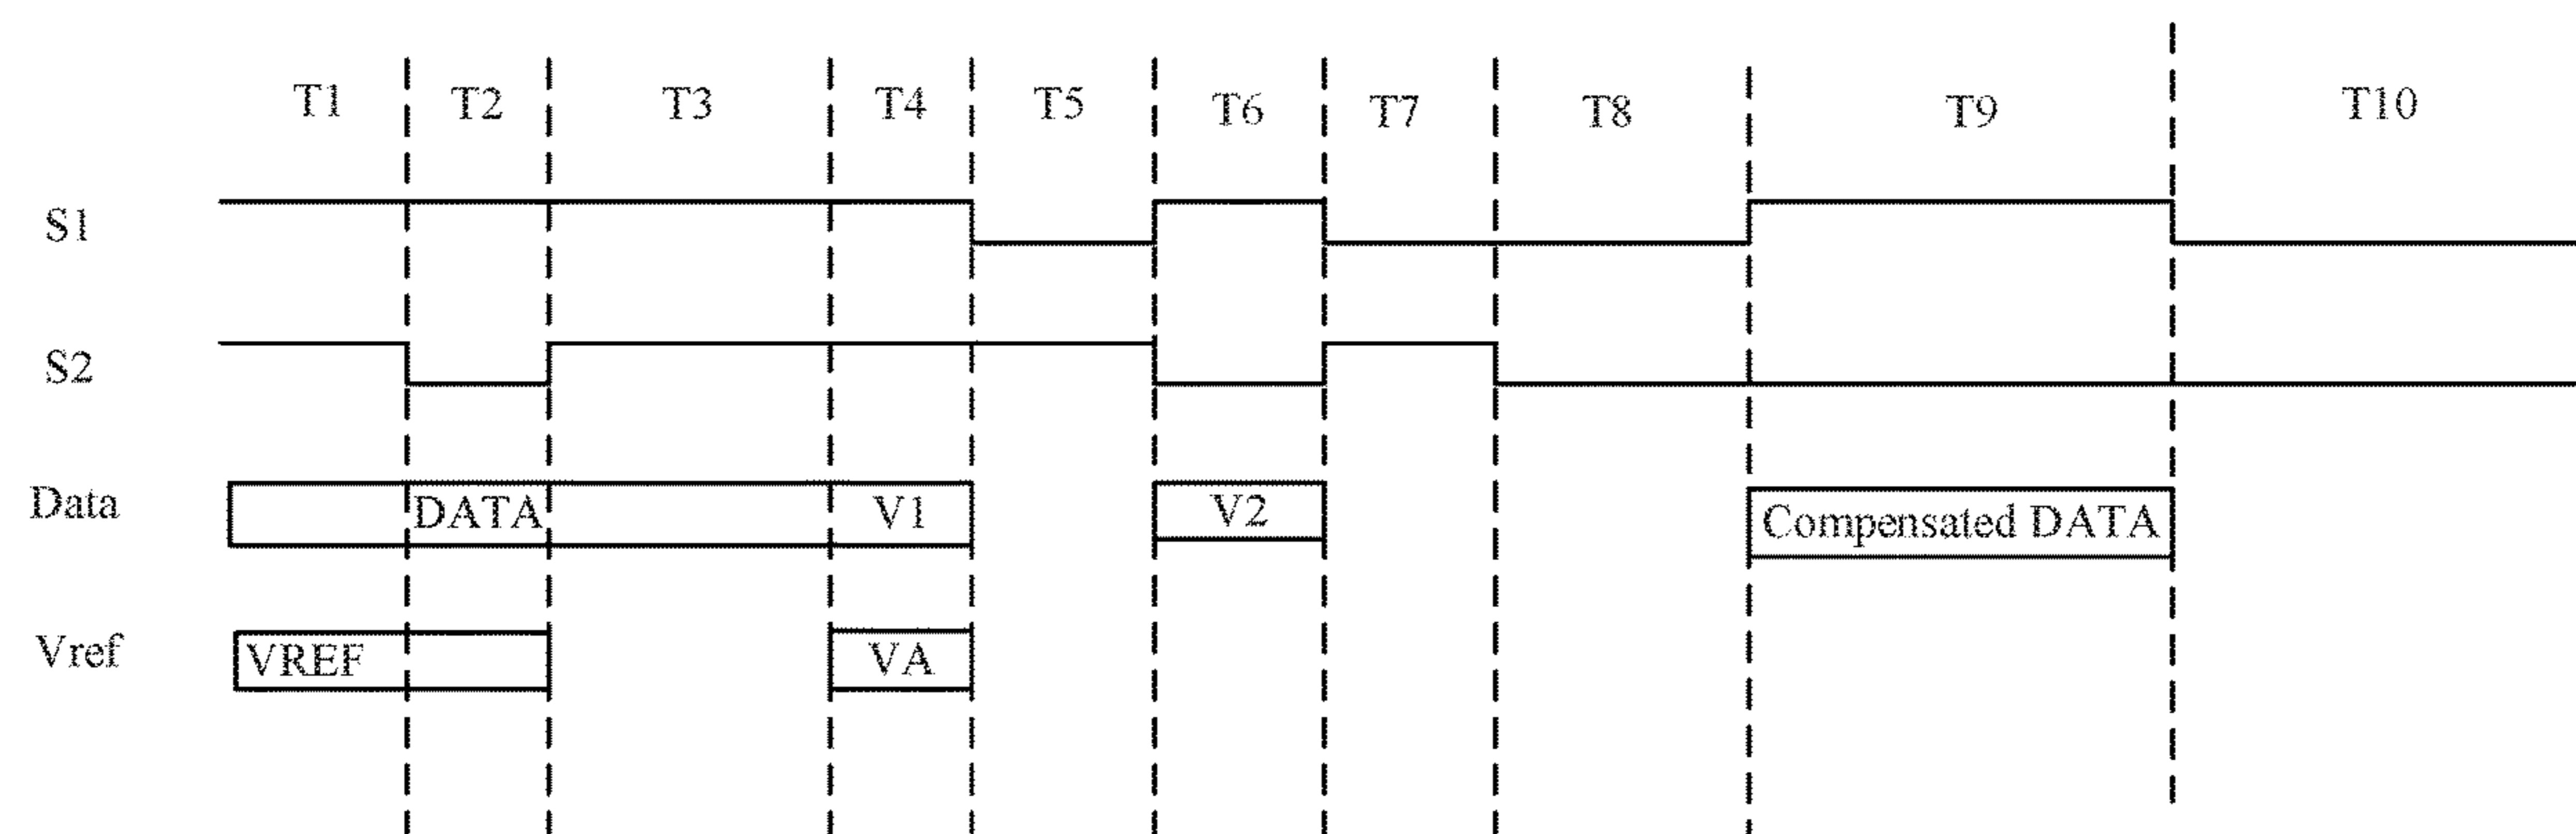 T1 T2 T3 T4 T5 T6 T7 T8 T9 T10
S1
S2
Data DATA V1 V2 Compensated DATA
Vref VREF VA